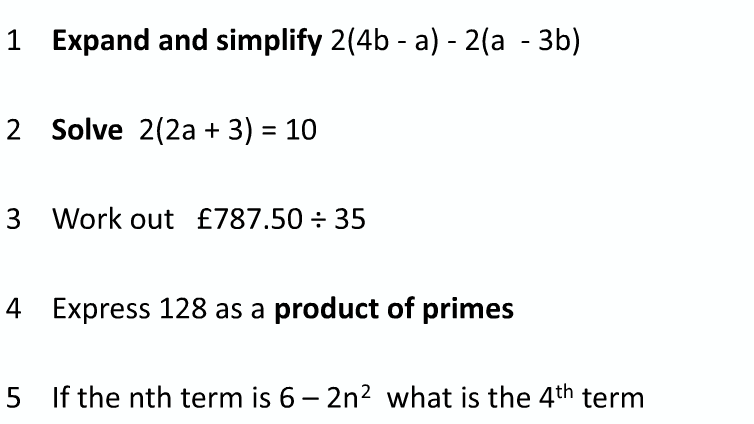 1 Expand and simplify 2(4b - a) - 2(a - 3b)
2 Solve 2(2a + 3) = 10
3 Work out £787.50 ÷ 35
4 Express 128 as a product of primes
5 If the nth term is 6 – 2n² what is the 4ᵗʰ term